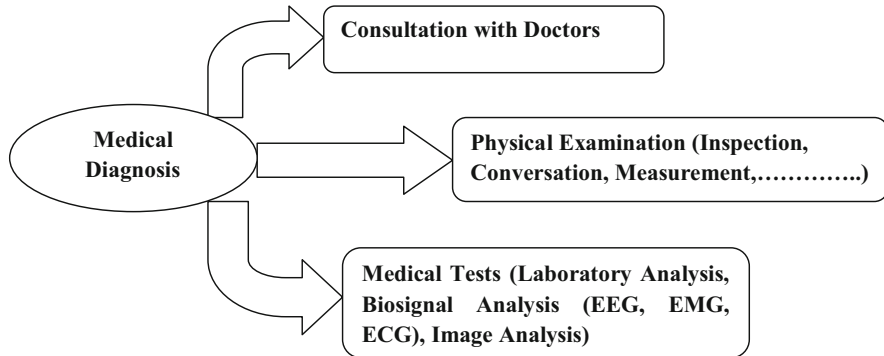 Consultation with Doctors
Medical
Diagnosis
Physical Examination (Inspection,
Conversation, Measurement,…………..)
Medical Tests (Laboratory Analysis,
Biosignal Analysis (EEG, EMG,
ECG), Image Analysis)